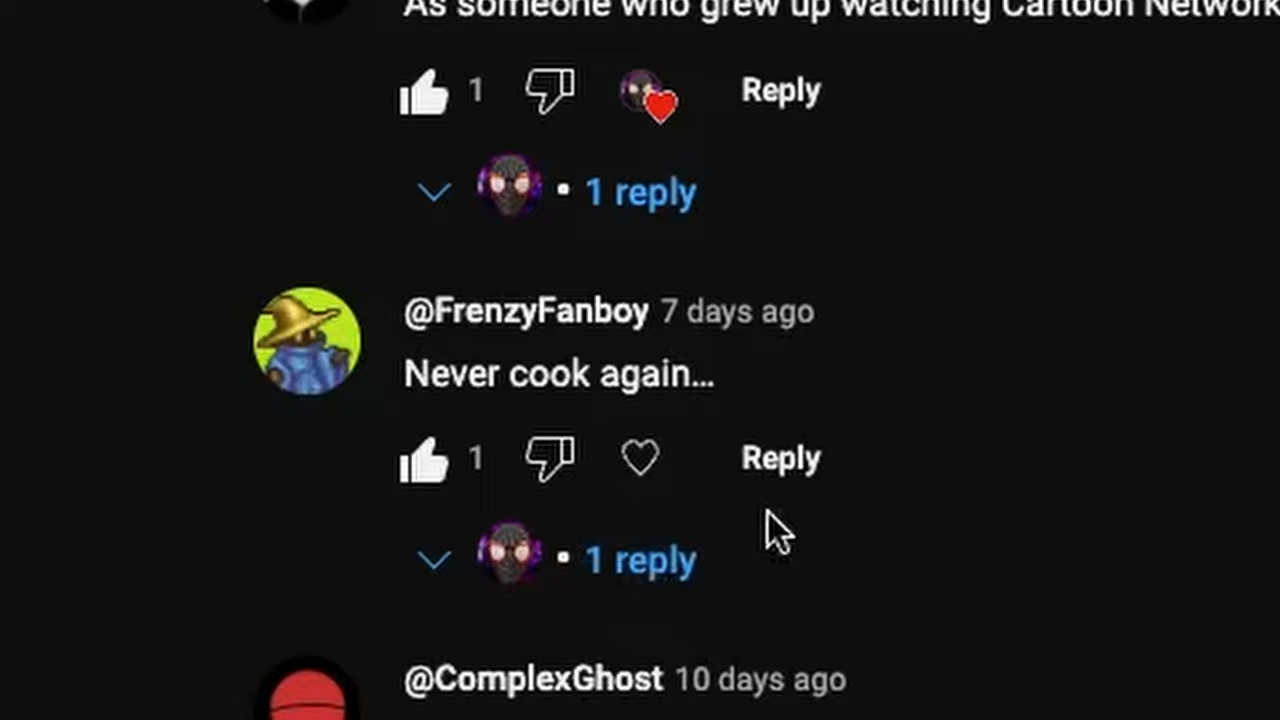 As someone who grew up watching Cartoon Network
1
Reply
• 1 reply
@FrenzyFanboy 7 days ago
Never cook again...
1
Reply
• 1 reply
@ComplexGhost 10 days ago